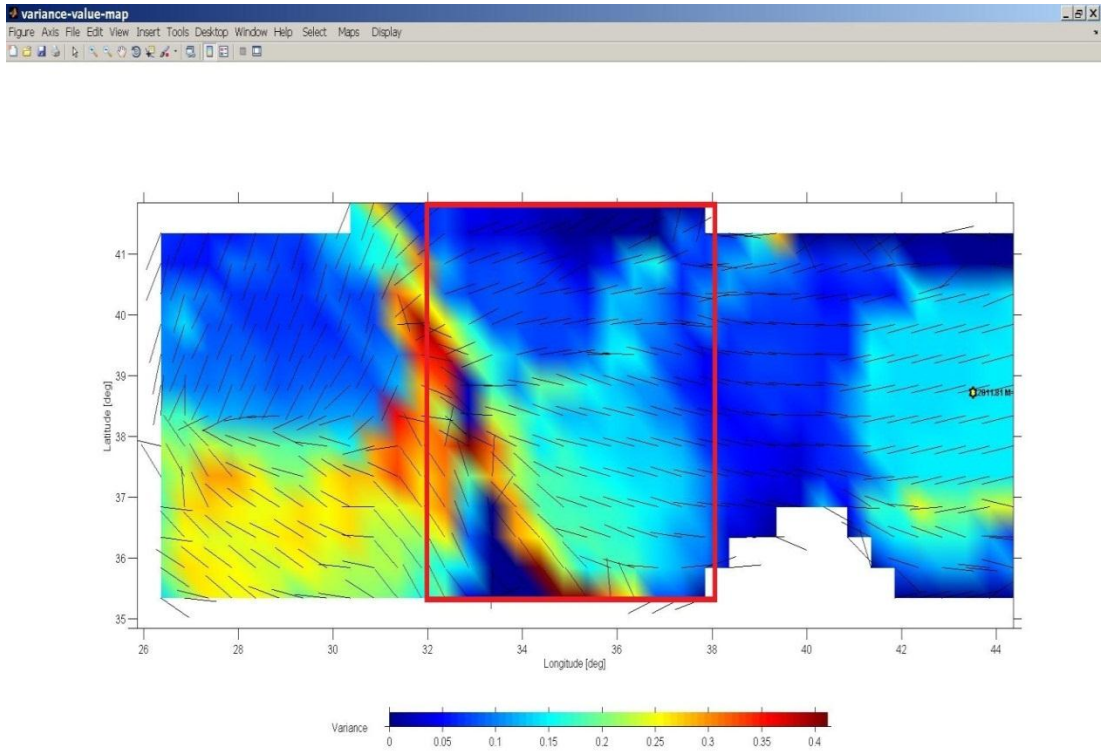 variance-value-map
Figure Axis File Edit View Insert Tools Desktop Window Help Select Maps Display
41
40
39
38
37
36
35
Latitude [deg]
26 28 30 32 34 36 38 40 42 44
Longitude [deg]
Variance
0 0.05 0.1 0.15 0.2 0.25 0.3 0.35 0.4